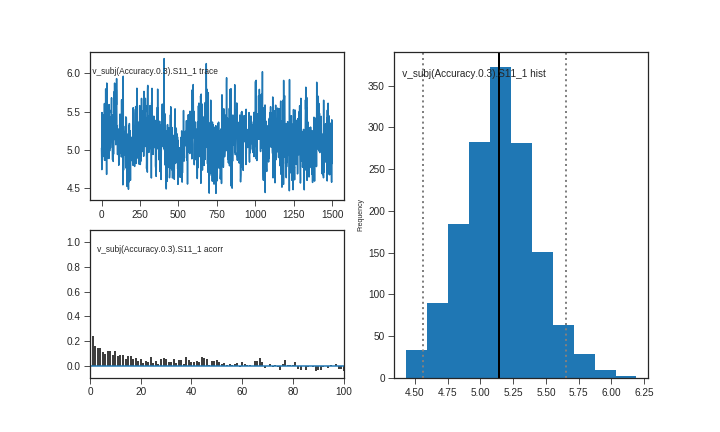 v_subj(Accuracy.0.3).S11_1 trace
6.0
5.5
5.0
4.5
0 250 500 750 1000 1250 1500
v_subj(Accuracy.0.3).S11_1 acorr
1.0
0.8
0.6
0.4
0.2
0.0
0 20 40 60 80 100
v_subj(Accuracy.0.3).S11_1 hist
Frequency
350
300
250
200
150
100
50
0
4.50 4.75 5.00 5.25 5.50 5.75 6.00 6.25